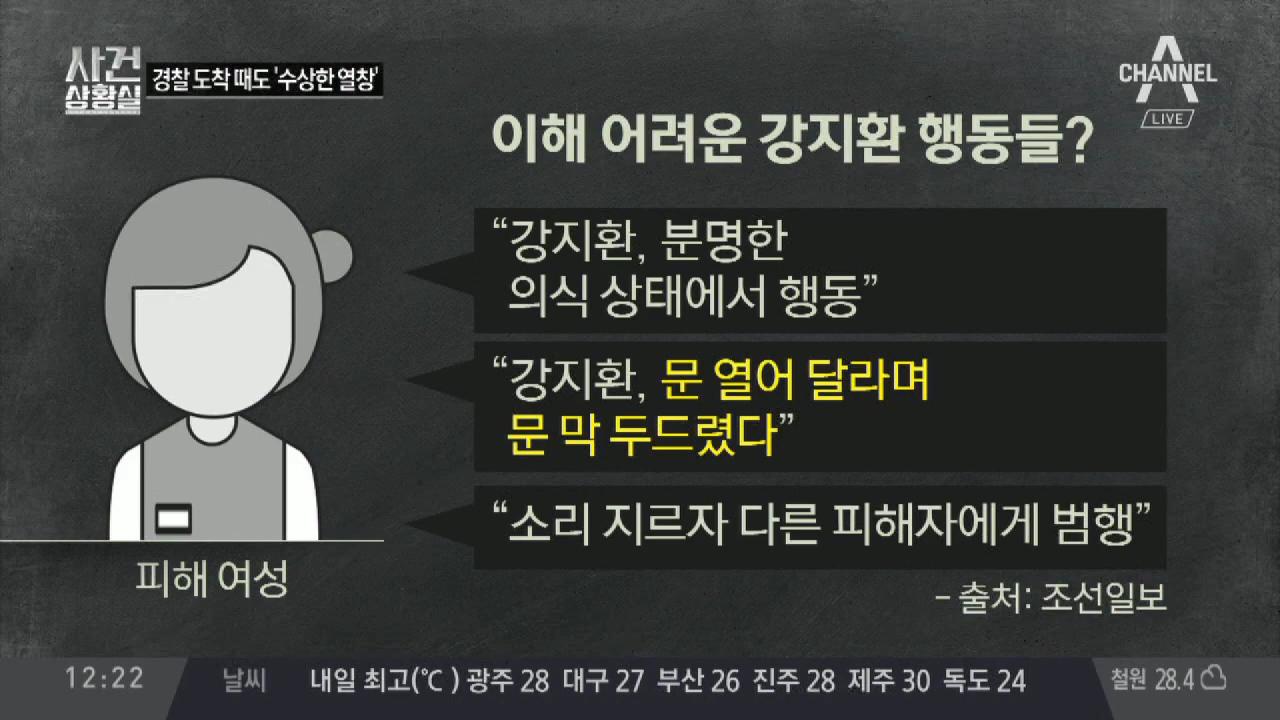 사건
상황실
경찰 도착 때도 '수상한 열창'
CHANNEL A
LIVE
이해 어려운 강지환 행동들?
“강지환, 분명한
의식 상태에서 행동”
“강지환, 문 열어 달라며
문 막 두드렸다”
“소리 지르자 다른 피해자에게 범행”
피해 여성
– 출처: 조선일보
12:22
날씨
내일 최고(℃) 광주 28 대구 27 부산 26 진주 28 제주 30 독도 24
철원 28.4